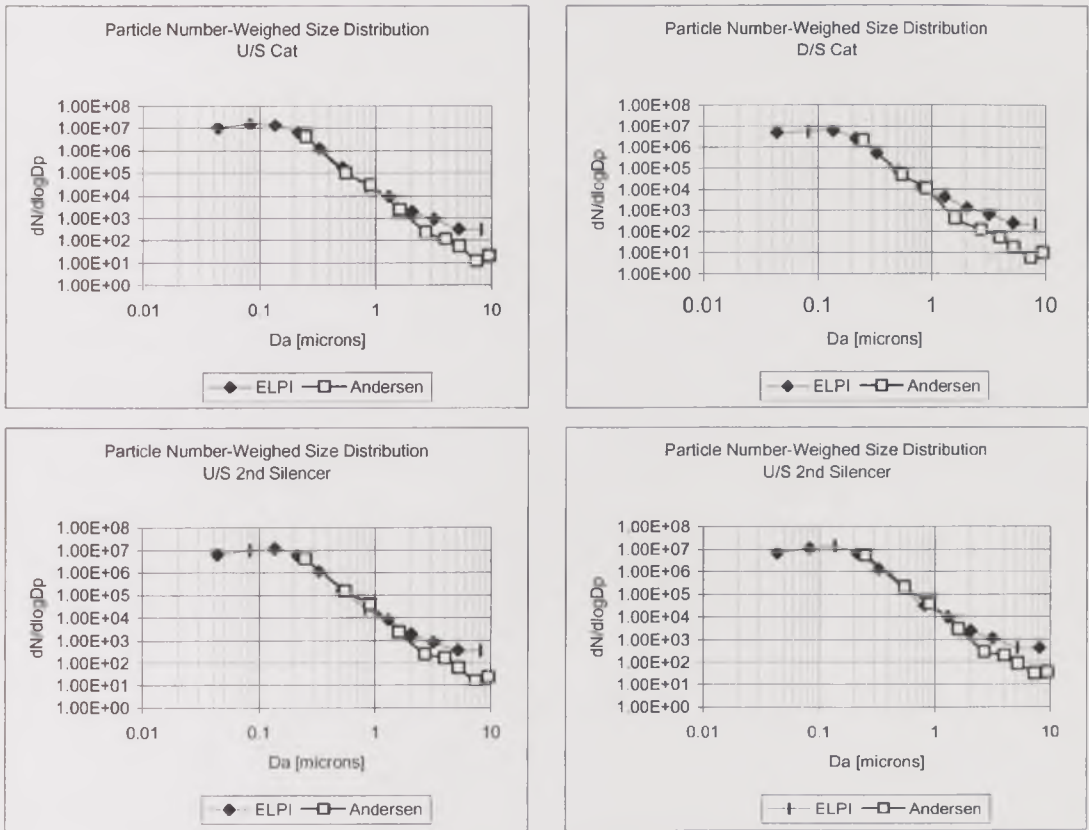 Particle Number-Weighed Size Distribution
U/S Cat
dN/dlogDp
1.00E+08
1.00E+07
1.00E+06
1.00E+05
1.00E+04
1.00E+03
1.00E+02
1.00E+01
1.00E+00
0.01 0.1 1 10
Da [microns]
ELPI Andersen
Particle Number-Weighed Size Distribution
D/S Cat
dN/dlogDp
1.00E+08
1.00E+07
1.00E+06
1.00E+05
1.00E+04
1.00E+03
1.00E+02
1.00E+01
1.00E+00
0.01 0.1 1 10
Da [microns]
ELPI Andersen
Particle Number-Weighed Size Distribution
U/S 2nd Silencer
dN/dlogDp
1.00E+08
1.00E+07
1.00E+06
1.00E+05
1.00E+04
1.00E+03
1.00E+02
1.00E+01
1.00E+00
0.01 0.1 1 10
Da [microns]
ELPI Andersen
Particle Number-Weighed Size Distribution
U/S 2nd Silencer
dN/dlogDp
1.00E+08
1.00E+07
1.00E+06
1.00E+05
1.00E+04
1.00E+03
1.00E+02
1.00E+01
1.00E+00
0.01 0.1 1 10
Da [microns]
ELPI Andersen